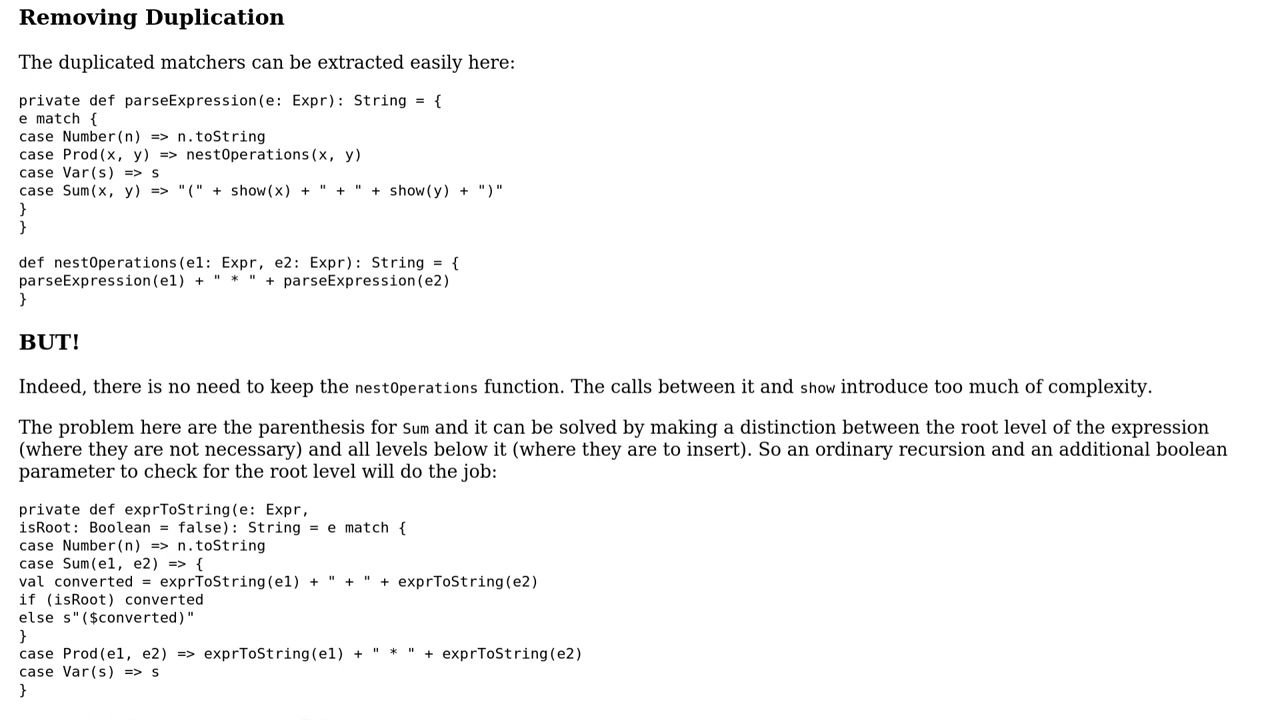 Removing Duplication
The duplicated matchers can be extracted easily here:
private def parseExpression(e: Expr): String = {
e match {
case Number(n) => n.toString
case Prod(x, y) => nestOperations(x, y)
case Var(s) => s
case Sum(x, y) => "(" + show(x) + " + " + show(y) + ")"
}
}
def nestOperations(e1: Expr, e2: Expr): String = {
parseExpression(e1) + " * " + parseExpression(e2)
}
BUT!
Indeed, there is no need to keep the nestOperations function. The calls between it and show introduce too much of complexity.
The problem here are the parenthesis for Sum and it can be solved by making a distinction between the root level of the expression
(where they are not necessary) and all levels below it (where they are to insert). So an ordinary recursion and an additional boolean
parameter to check for the root level will do the job:
private def exprToString(e: Expr,
isRoot: Boolean = false): String = e match {
case Number(n) => n.toString
case Sum(e1, e2) => {
val converted = exprToString(e1) + " + " + exprToString(e2)
if (isRoot) converted
else s"($converted)"
}
case Prod(e1, e2) => exprToString(e1) + " * " + exprToString(e2)
case Var(s) => s
}